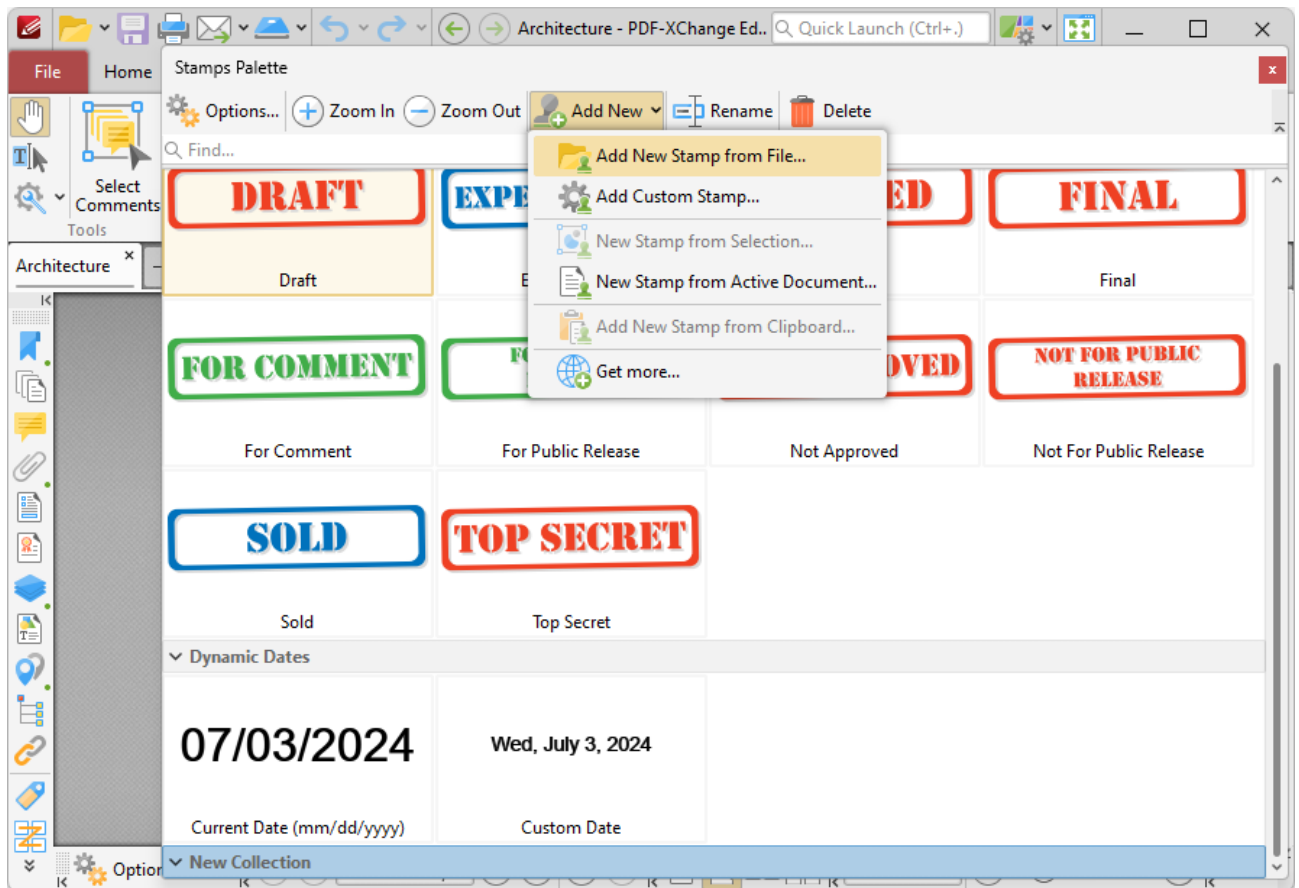 Architecture - PDF-XChange Ed..
Quick Launch (Ctrl+.)
File
Home
Stamps Palette
x
Options...
Zoom In
Zoom Out
Add New
Rename
Delete
Find...
Add New Stamp from File...
Add Custom Stamp...
New Stamp from Selection...
New Stamp from Active Document...
Add New Stamp from Clipboard...
Get more...
Select
Comments
Tools
Architecture
DRAFT
EXPE
ED
FINAL
Draft
E
Final
FOR COMMENT
FO
OVED
NOT FOR PUBLIC
RELEASE
For Comment
For Public Release
Not Approved
Not For Public Release
SOLD
TOP SECRET
Sold
Top Secret
Dynamic Dates
07/03/2024
Wed, July 3, 2024
Current Date (mm/dd/yyyy)
Custom Date
New Collection
Option